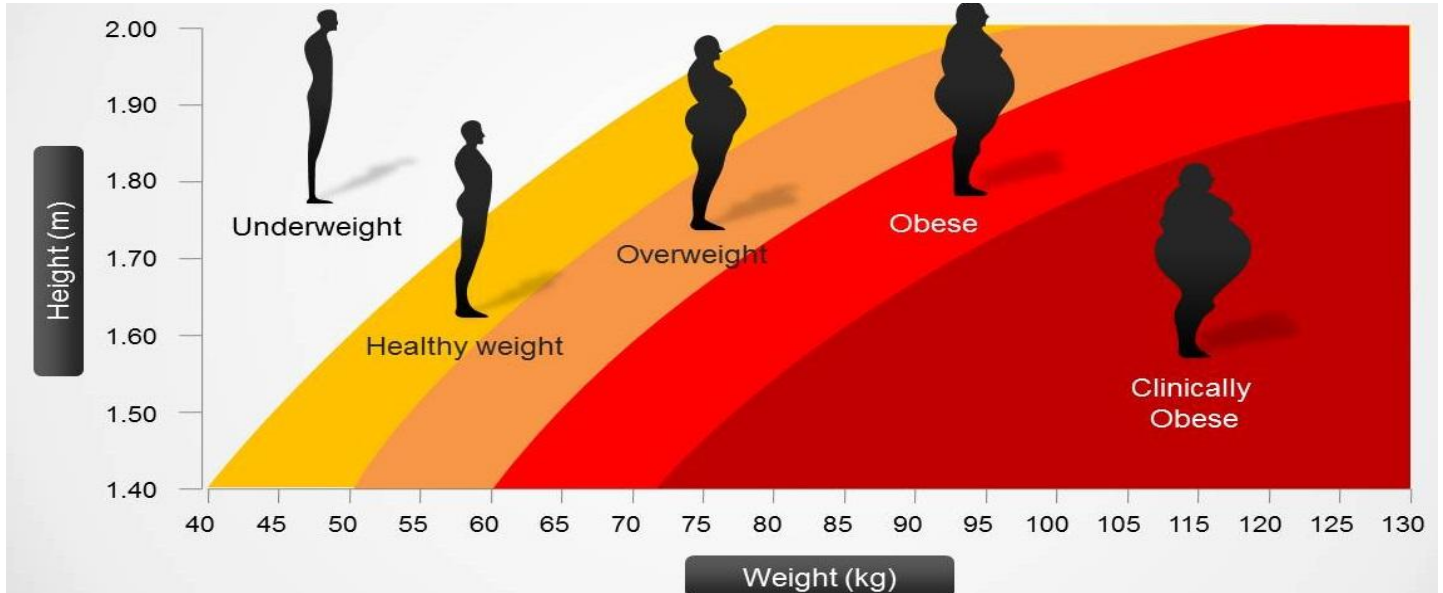 2.00
1.90
1.80
1.70
1.60
1.50
1.40
Height (m)
Underweight
Healthy weight
Overweight
Obese
Clinically
Obese
40 45 50 55 60 65 70 75 80 85 90 95 100 105 115 120 125 130
Weight (kg)